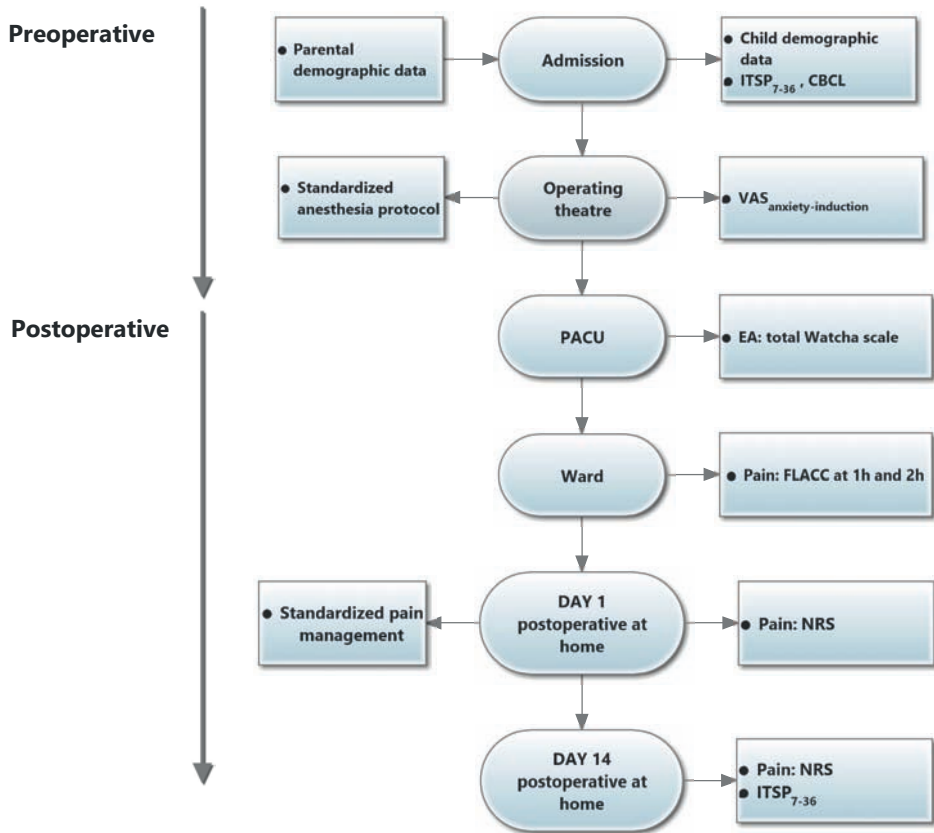 Preoperative
• Parental
demographic data
Admission
• Child demographic
data
• ITSP7-36 , CBCL
• Standardized
anesthesia protocol
Operating
theatre
• VASanxiety-induction
Postoperative
PACU
• EA: total Watcha scale
Ward
• Pain: FLACC at 1h and 2h
• Standardized pain
management
DAY 1
postoperative at
home
• Pain: NRS
DAY 14
postoperative at
home
• Pain: NRS
• ITSP7-36